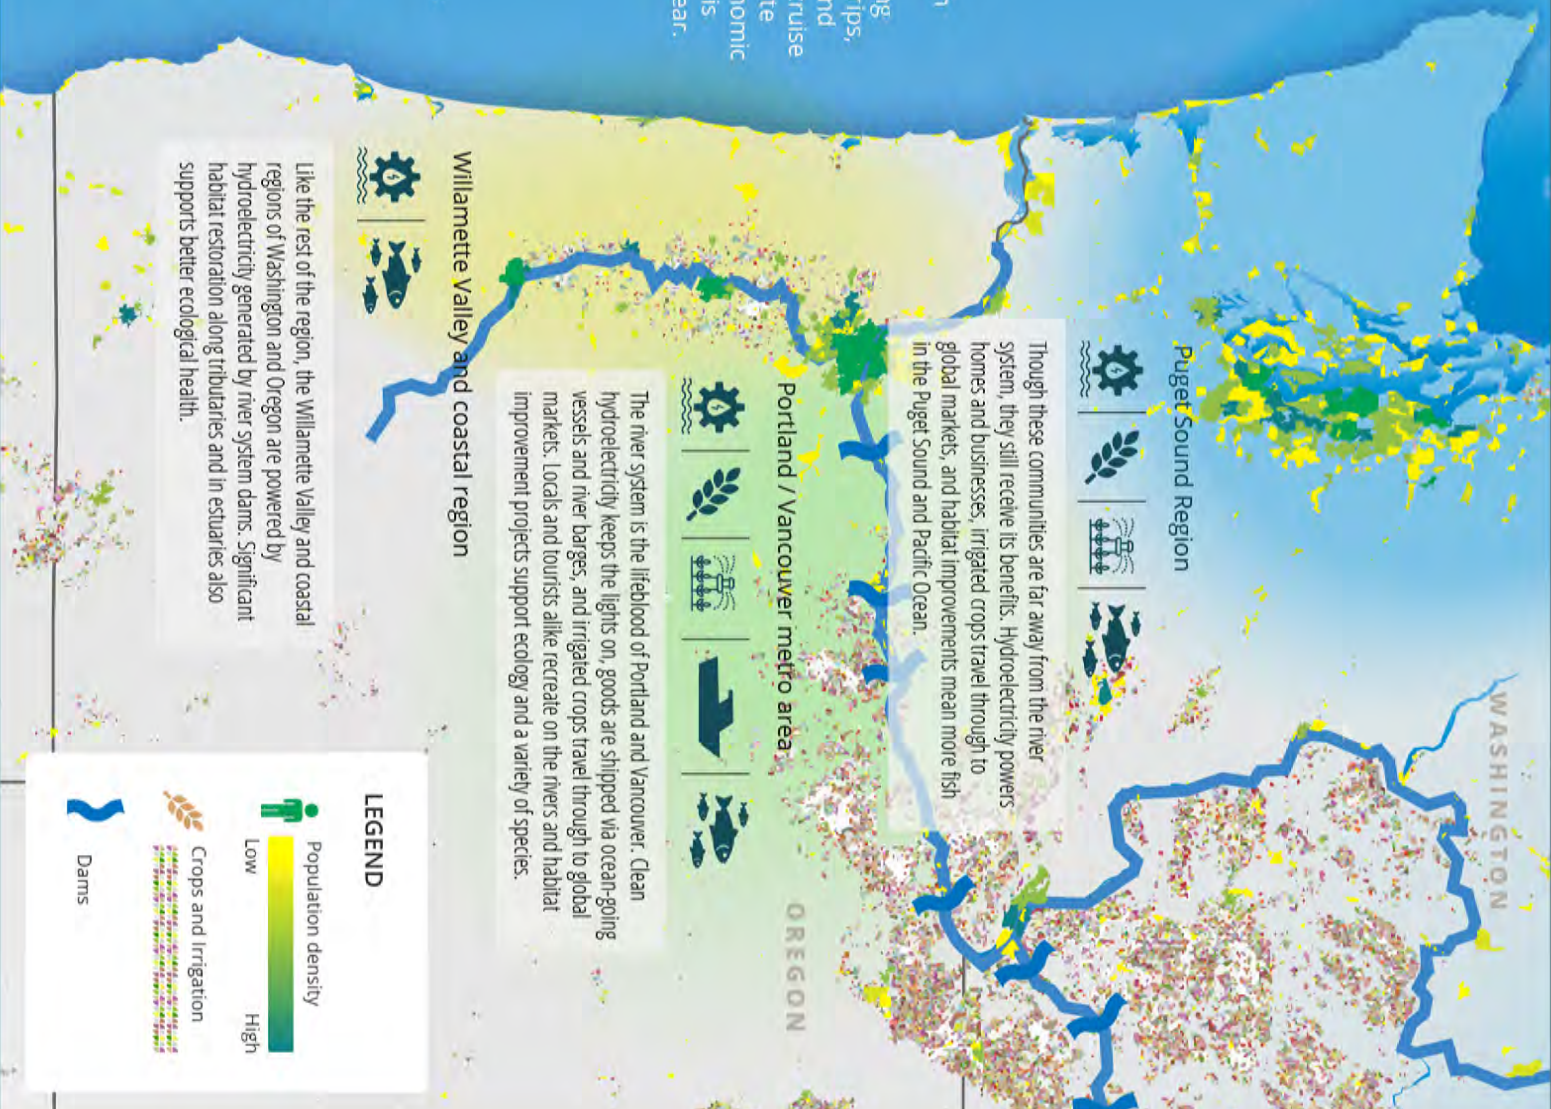 WASHINGTON
Puget Sound Region
Though these communities are far away from the river
system, they still receive its benefits. Hydroelectricity powers
homes and businesses, irrigated crops travel through to
global markets, and habitat improvements mean more fish
in the Puget Sound and Pacific Ocean.
rips,
nd
ruise
te
nomic
is
ear.
OREGON
Portland / Vancouver metro area
The river system is the lifeblood of Portland and Vancouver. Clean
hydroelectricity keeps the lights on, goods are shipped via ocean-going
vessels and river barges, and irrigated crops travel through to global
markets. Locals and tourists alike recreate on the rivers and habitat
improvement projects support ecology and a variety of species.
Willamette Valley and coastal region
Like the rest of the region, the Willamette Valley and coastal
regions of Washington and Oregon are powered by
hydroelectricity generated by river system dams. Significant
habitat restoration along tributaries and in estuaries also
supports better ecological health.
LEGEND
Population density
Low High
Crops and Irrigation
Dams